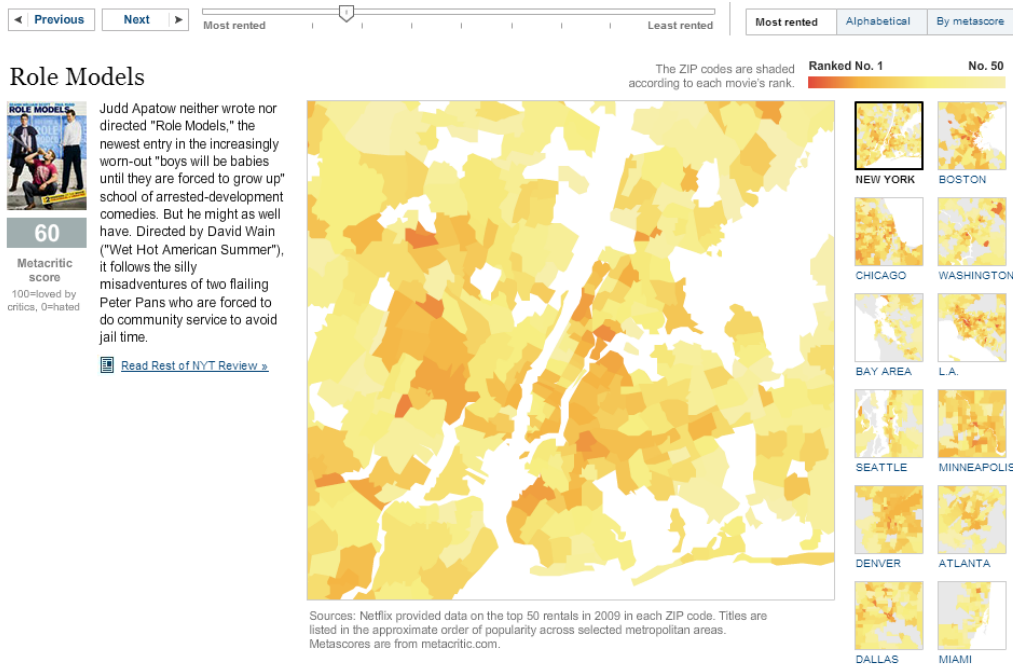 Previous
Next
Most rented
Least rented
Most rented
Alphabetical
By metascore
Role Models
The ZIP codes are shaded
according to each movie's rank.
Ranked No. 1
No. 50
ROLE MODELS
60
Metacritic
score
100=loved by
critics, 0=hated
Judd Apatow neither wrote nor
directed "Role Models," the
newest entry in the increasingly
worn-out "boys will be babies
until they are forced to grow up"
school of arrested-development
comedies. But he might as well
have. Directed by David Wain
("Wet Hot American Summer"),
it follows the silly
misadventures of two flailing
Peter Pans who are forced to
do community service to avoid
jail time.
Read Rest of NYT Review »
NEW YORK
BOSTON
CHICAGO
WASHINGTON
BAY AREA
L.A.
SEATTLE
MINNEAPOLIS
DENVER
ATLANTA
DALLAS
MIAMI
Sources: Netflix provided data on the top 50 rentals in 2009 in each ZIP code. Titles are
listed in the approximate order of popularity across selected metropolitan areas.
Metascores are from metacritic.com.